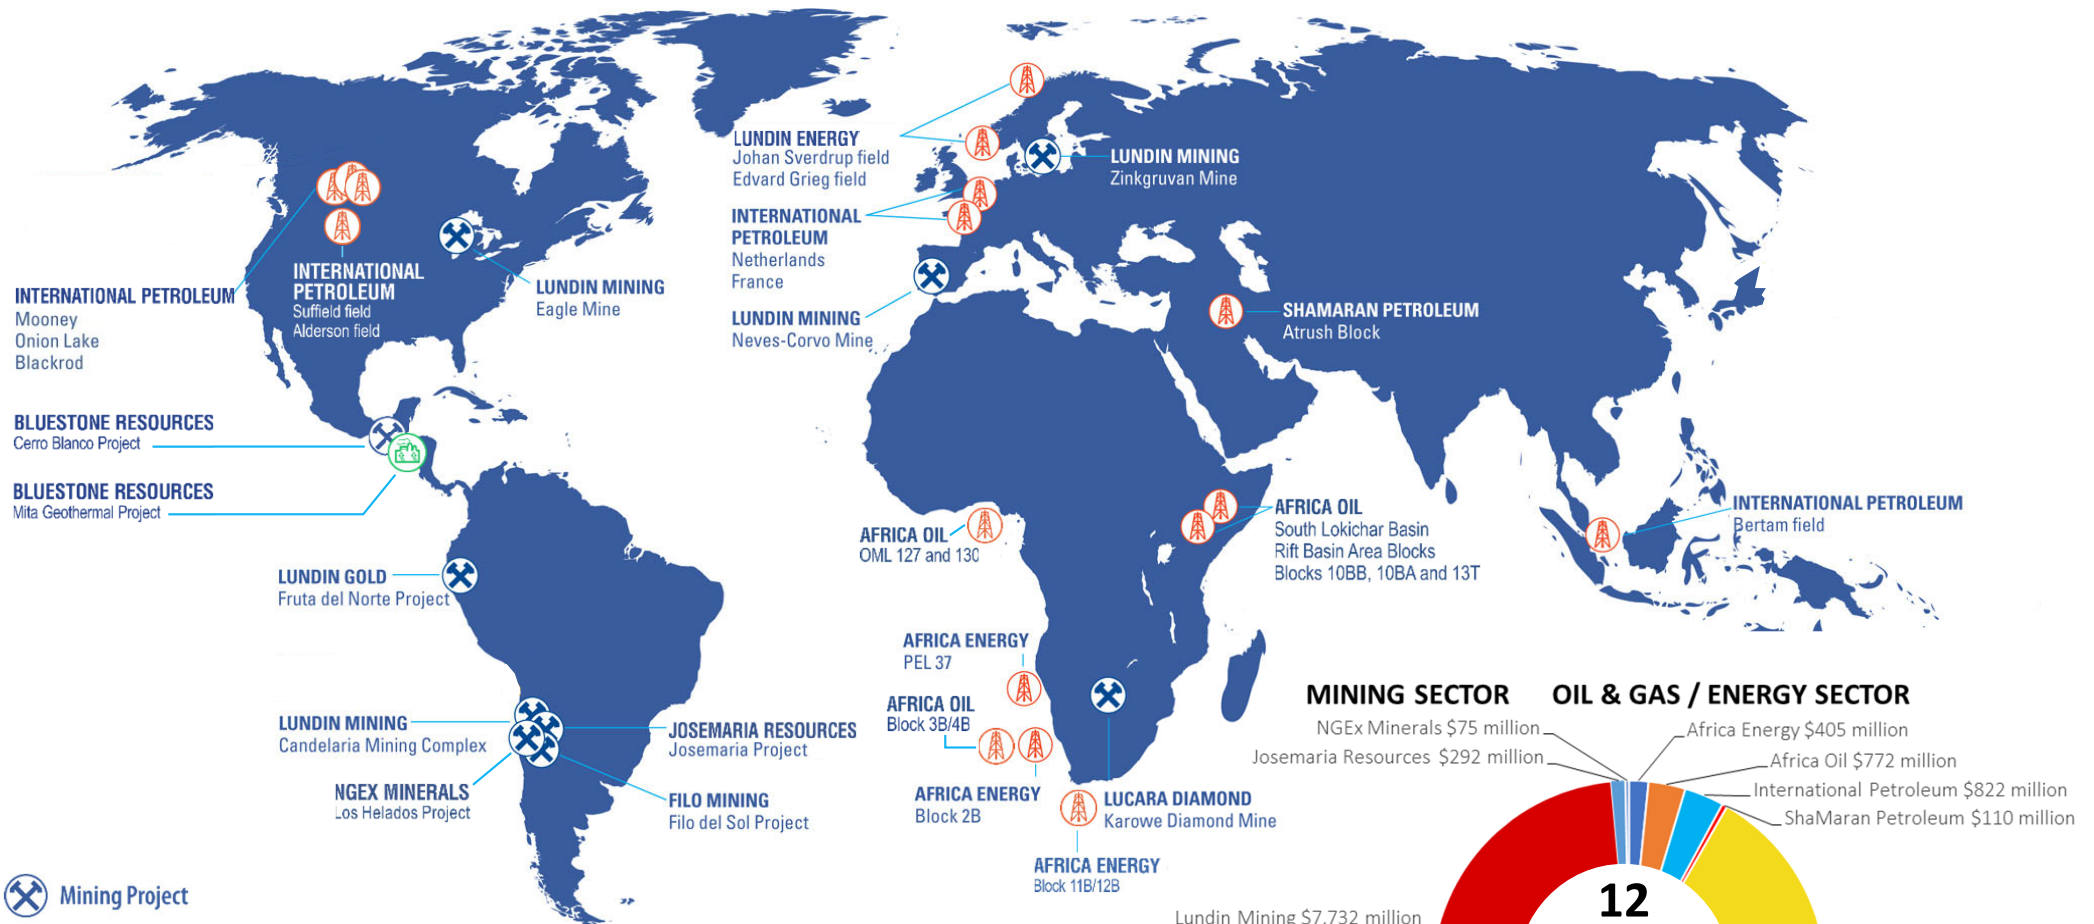 LUNDIN ENERGY
Johan Sverdrup field
Edvard Grieg field
LUNDIN MINING
Zinkgruvan Mine
INTERNATIONAL
PETROLEUM
Netherlands
France
LUNDIN MINING
Neves-Corvo Mine
INTERNATIONAL PETROLEUM
Mooney
Onion Lake
Blackrod
INTERNATIONAL
PETROLEUM
Suffield field
Alderson field
LUNDIN MINING
Eagle Mine
SHAMARAN PETROLEUM
Atrush Block
BLUESTONE RESOURCES
Cerro Blanco Project
BLUESTONE RESOURCES
Mita Geothermal Project
AFRICA OIL
OML 127 and 130
AFRICA OIL
South Lokichar Basin
Rift Basin Area Blocks
Blocks 10BB, 10BA and 13T
INTERNATIONAL PETROLEUM
Bertam field
LUNDIN GOLD
Fruta del Norte Project
AFRICA ENERGY
PEL 37
AFRICA OIL
Block 3B/4B
LUNDIN MINING
Candelaria Mining Complex
JOSEMARIA RESOURCES
Josemaria Project
NGEX MINERALS
Los Helados Project
FILO MINING
Filo del Sol Project
AFRICA ENERGY
Block 2B
LUCARA DIAMOND
Karowe Diamond Mine
AFRICA ENERGY
Block 11B/12B
Mining Project
MINING SECTOR
OIL & GAS / ENERGY SECTOR
NGEx Minerals $75 million
Josemaria Resources $292 million
Africa Energy $405 million
Africa Oil $772 million
International Petroleum $822 million
ShaMaran Petroleum $110 million
12
Lundin Mining $7,732 million